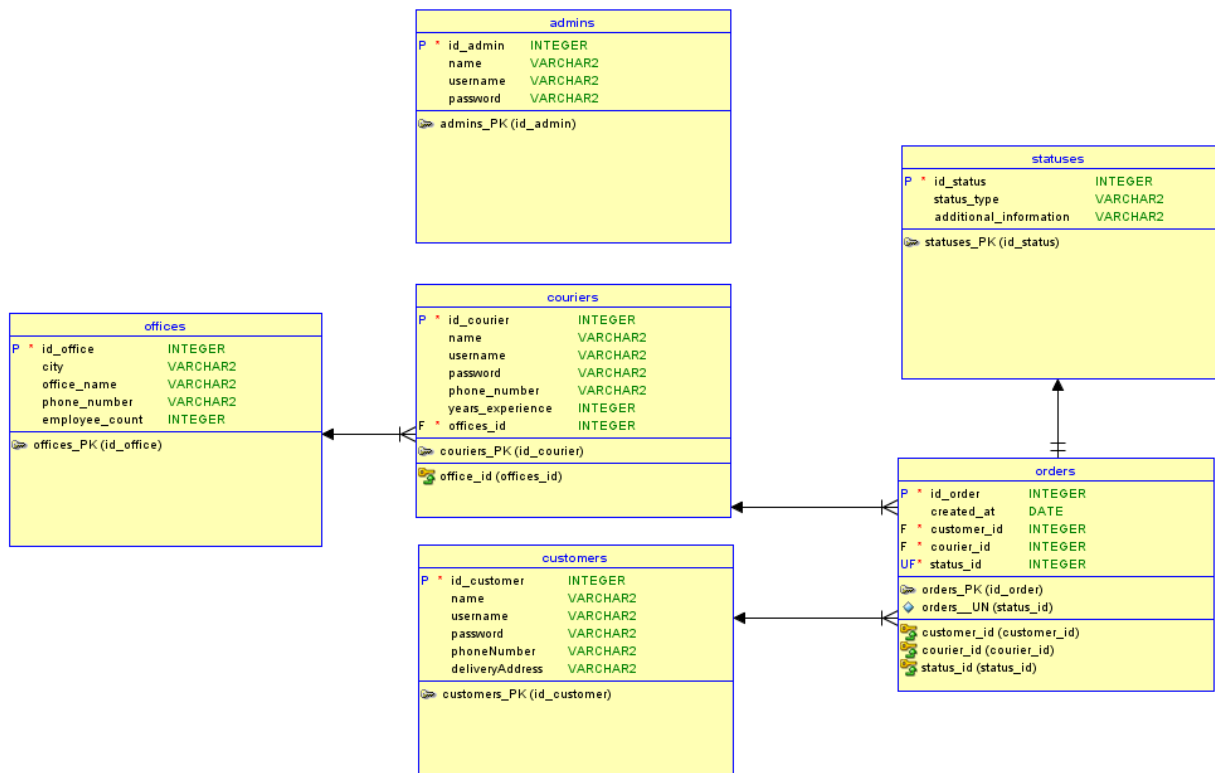 admins
P * id_admin INTEGER
name VARCHAR2
username VARCHAR2
password VARCHAR2
admins_PK (id_admin)
statuses
P * id_status INTEGER
status_type VARCHAR2
additional_information VARCHAR2
statuses_PK (id_status)
offices
P * id_office INTEGER
city VARCHAR2
office_name VARCHAR2
phone_number VARCHAR2
employee_count INTEGER
offices_PK (id_office)
couriers
P * id_courier INTEGER
name VARCHAR2
username VARCHAR2
password VARCHAR2
phone_number VARCHAR2
years_experience INTEGER
F * offices_id INTEGER
couriers_PK (id_courier)
office_id (offices_id)
orders
P * id_order INTEGER
created_at DATE
F * customer_id INTEGER
F * courier_id INTEGER
UF* status_id INTEGER
orders_PK (id_order)
orders__UN (status_id)
customer_id (customer_id)
courier_id (courier_id)
status_id (status_id)
customers
P * id_customer INTEGER
name VARCHAR2
username VARCHAR2
password VARCHAR2
phoneNumber VARCHAR2
deliveryAddress VARCHAR2
customers_PK (id_customer)